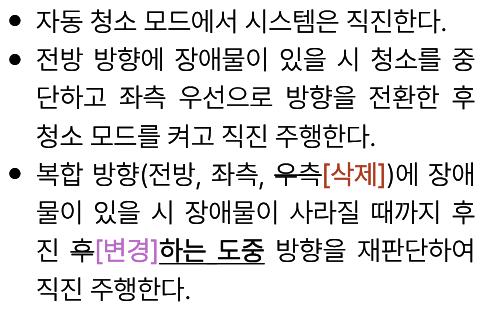 • 자동 청소 모드에서 시스템은 직진한다.
• 전방 방향에 장애물이 있을 시 청소를 중
단하고 좌측 우선으로 방향을 전환한 후
청소 모드를 켜고 직진 주행한다.
• 복합 방향(전방, 좌측, 우측[삭제])에 장애
물이 있을 시 장애물이 사라질 때까지 후
진 후[변경]하는 도중 방향을 재판단하여
직진 주행한다.